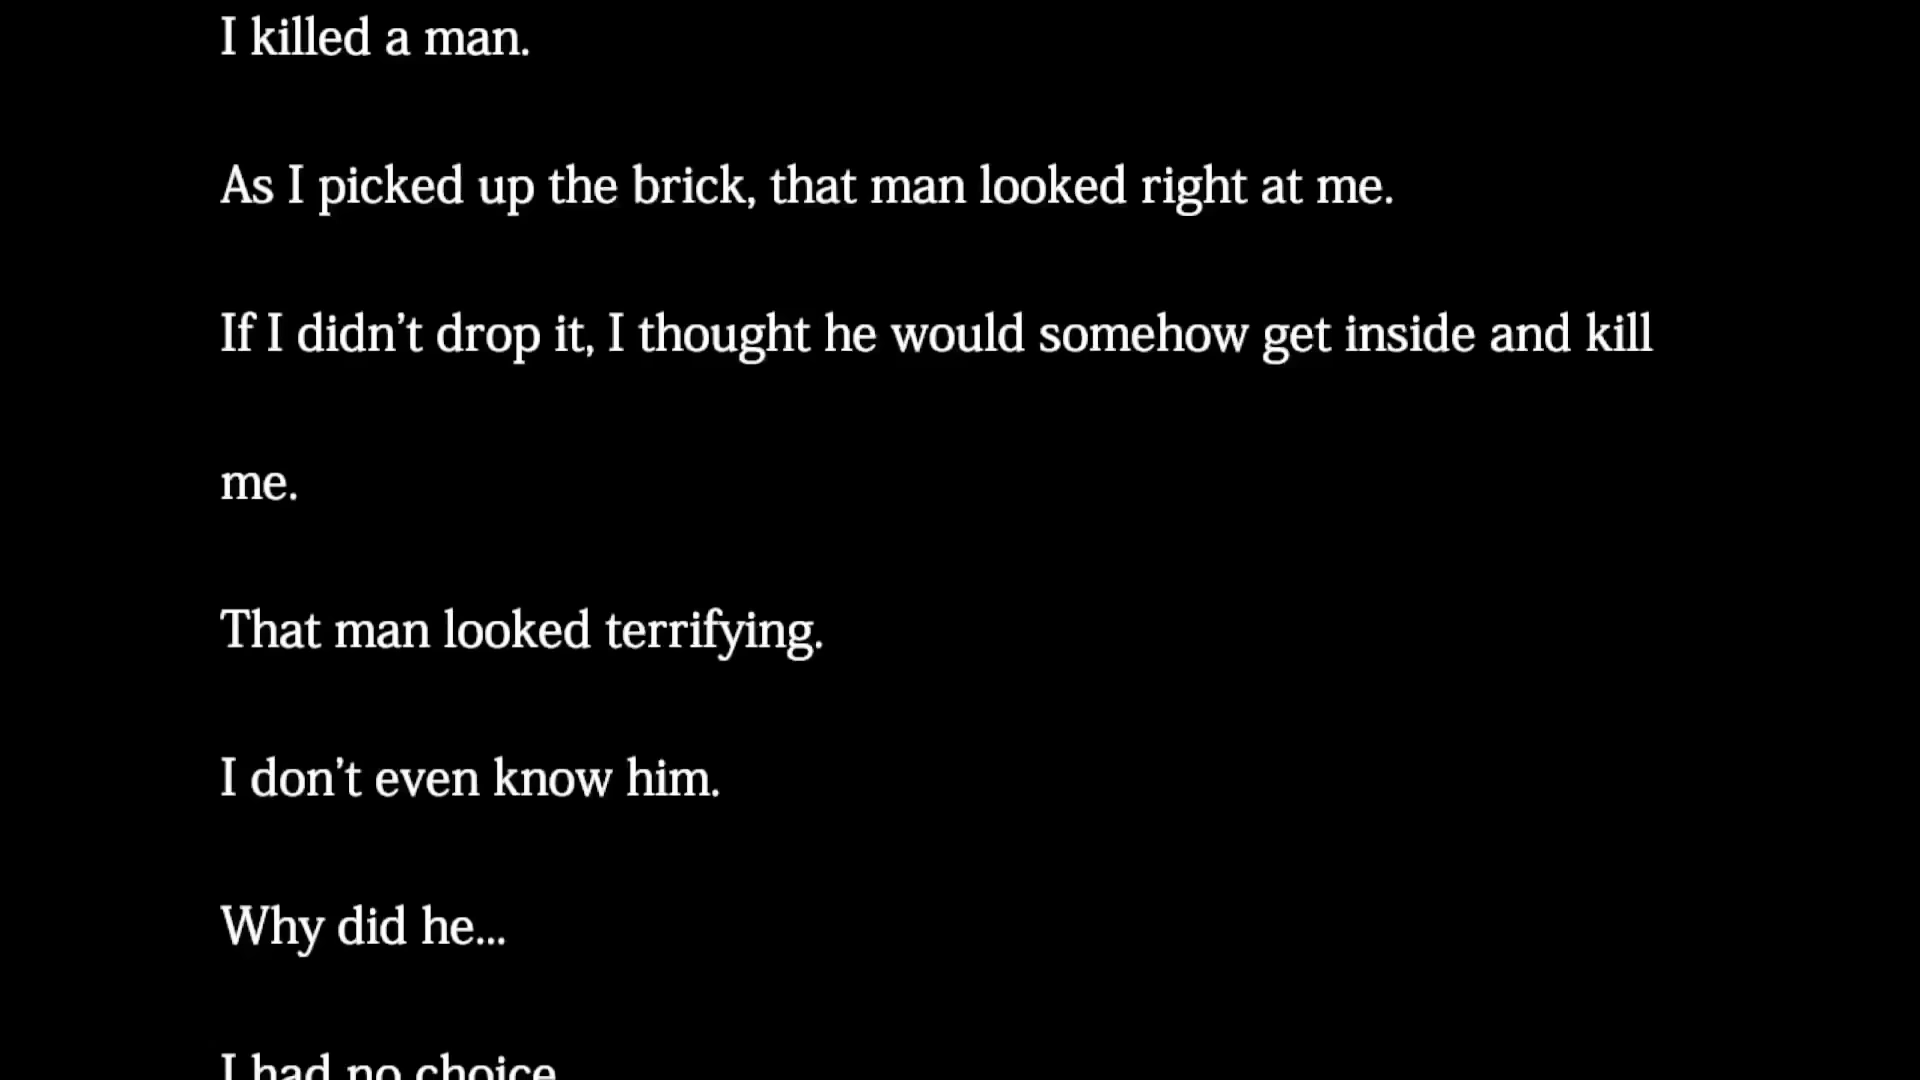 I killed a man.
As I picked up the brick, that man looked right at me.
If I didn’t drop it, I thought he would somehow get inside and kill
me.
That man looked terrifying.
I don’t even know him.
Why did he...
I had no choice